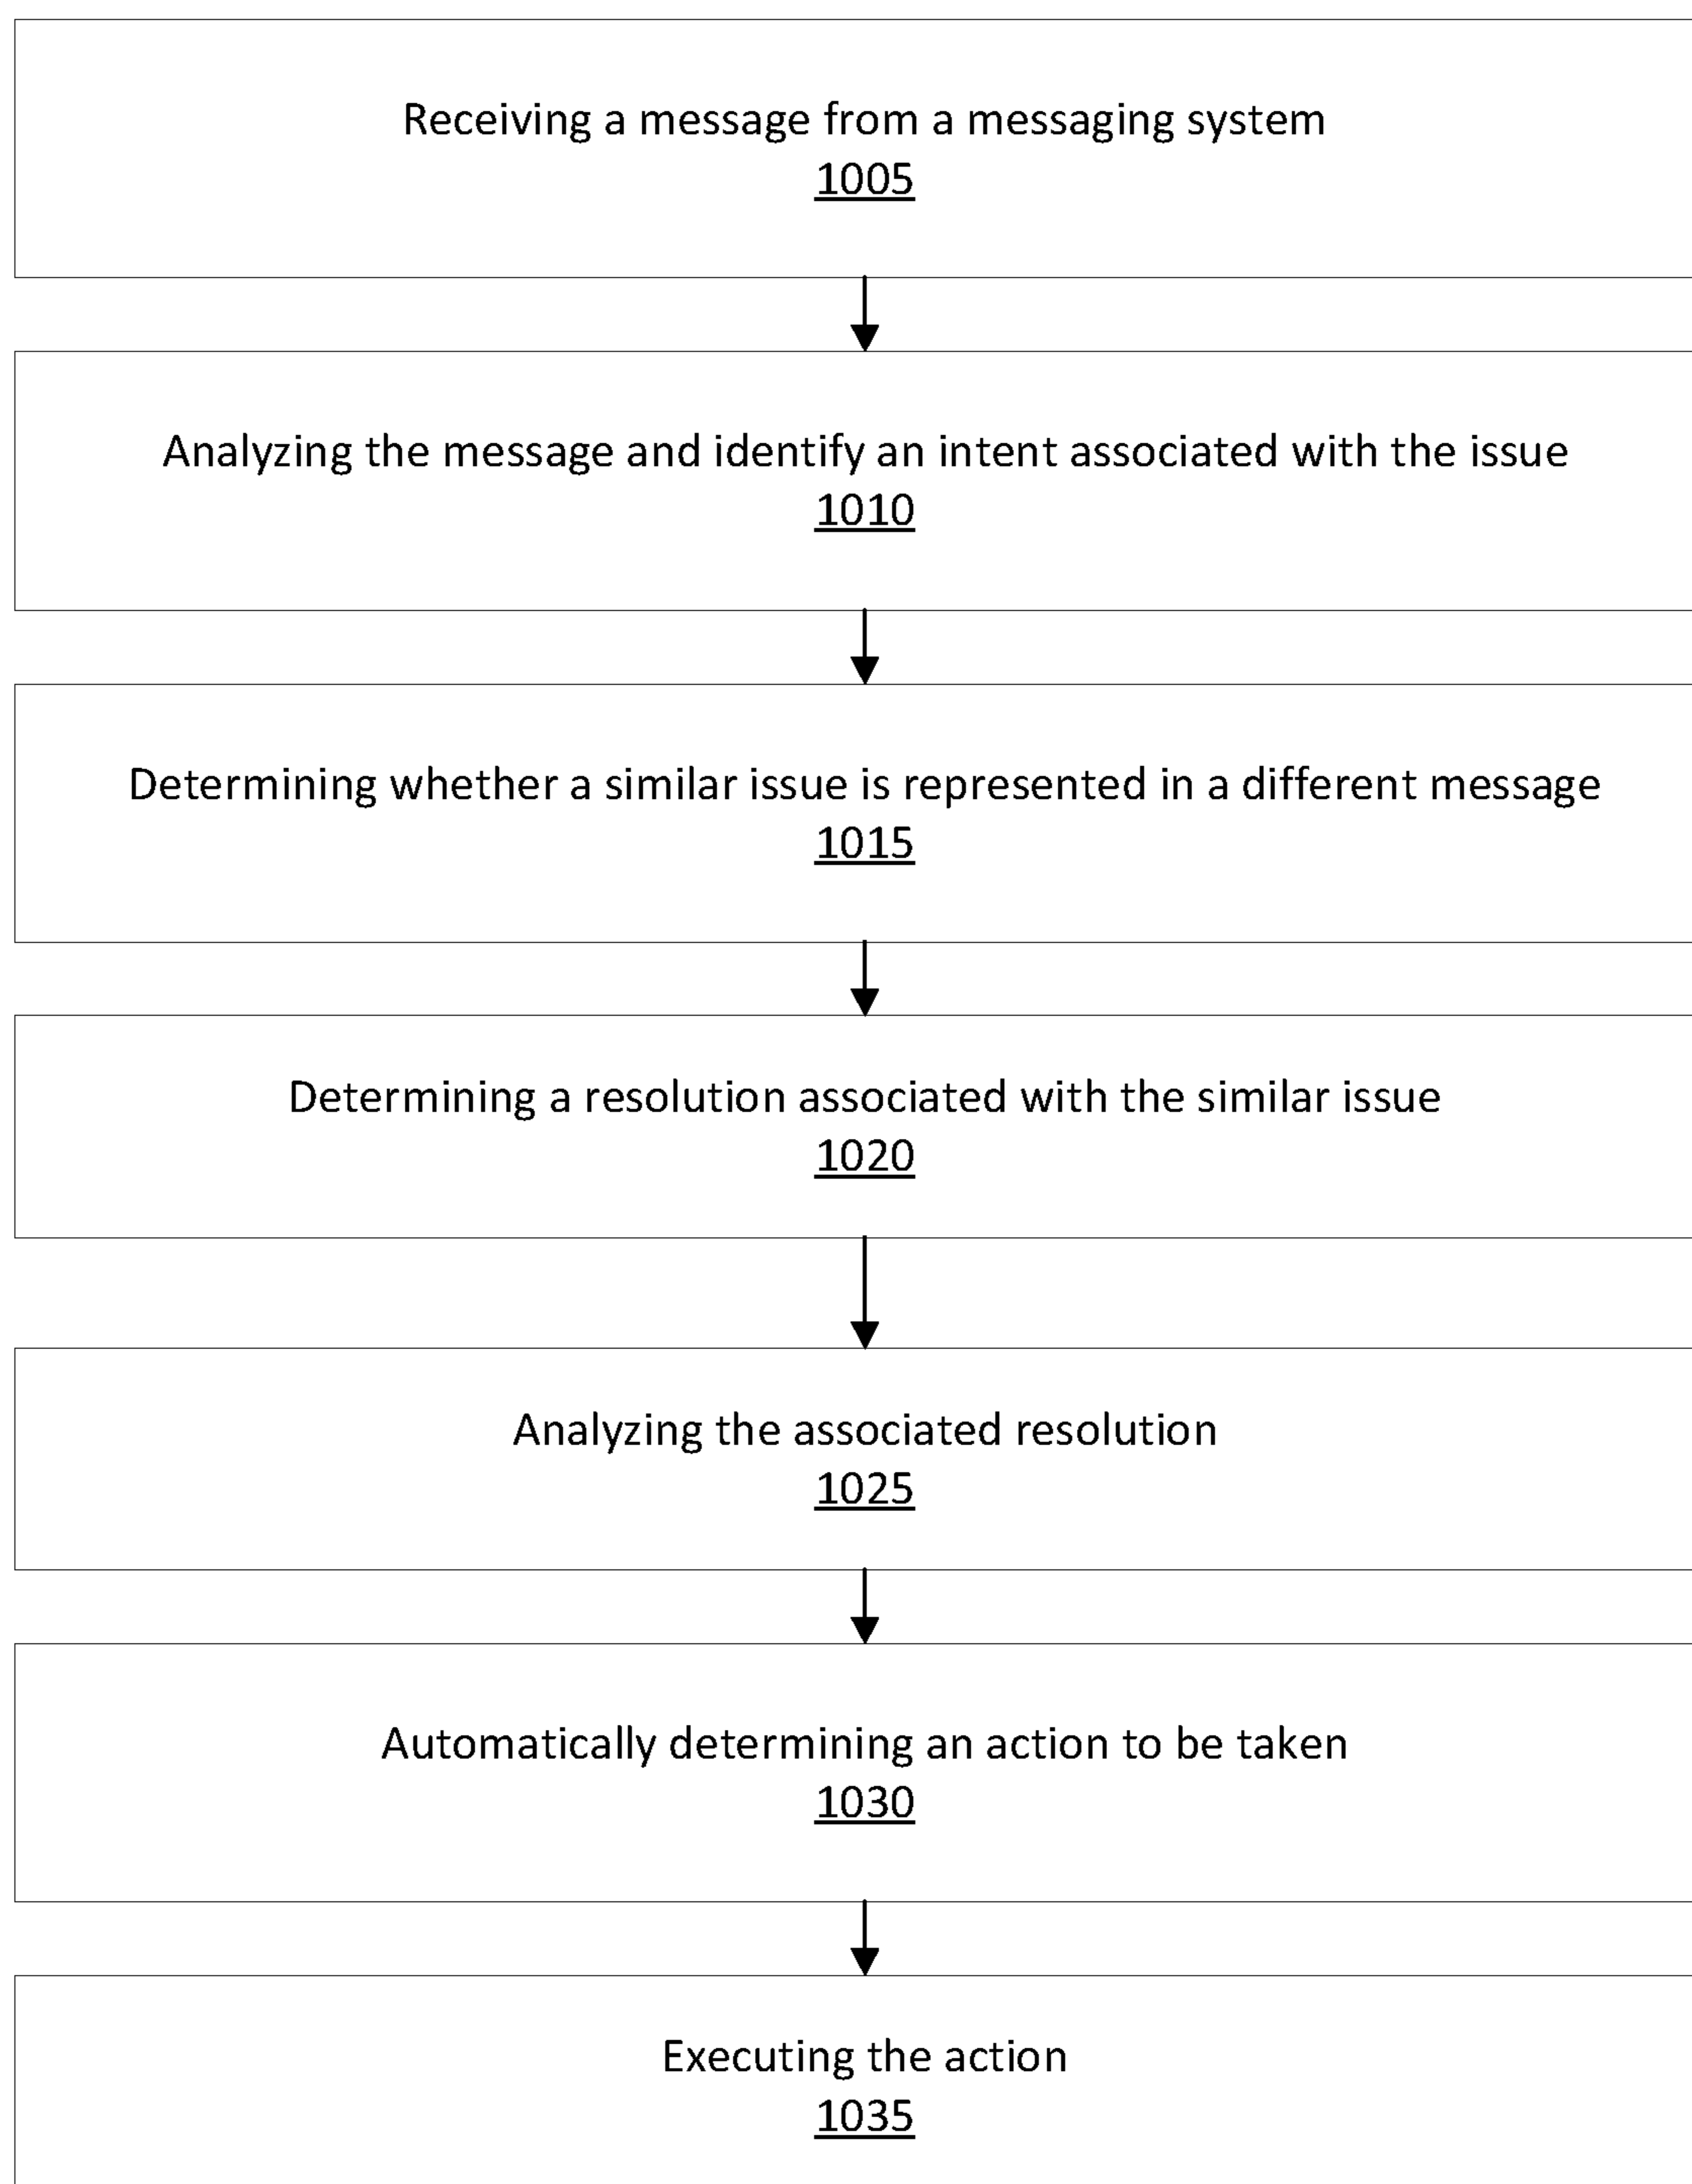 Receiving a message from a messaging system
1005
Analyzing the message and identify an intent associated with the issue
1010
Determining whether a similar issue is represented in a different message
1015
Determining a resolution associated with the similar issue
1020
Analyzing the associated resolution
1025
Automatically determining an action to be taken
1030
Executing the action
1035